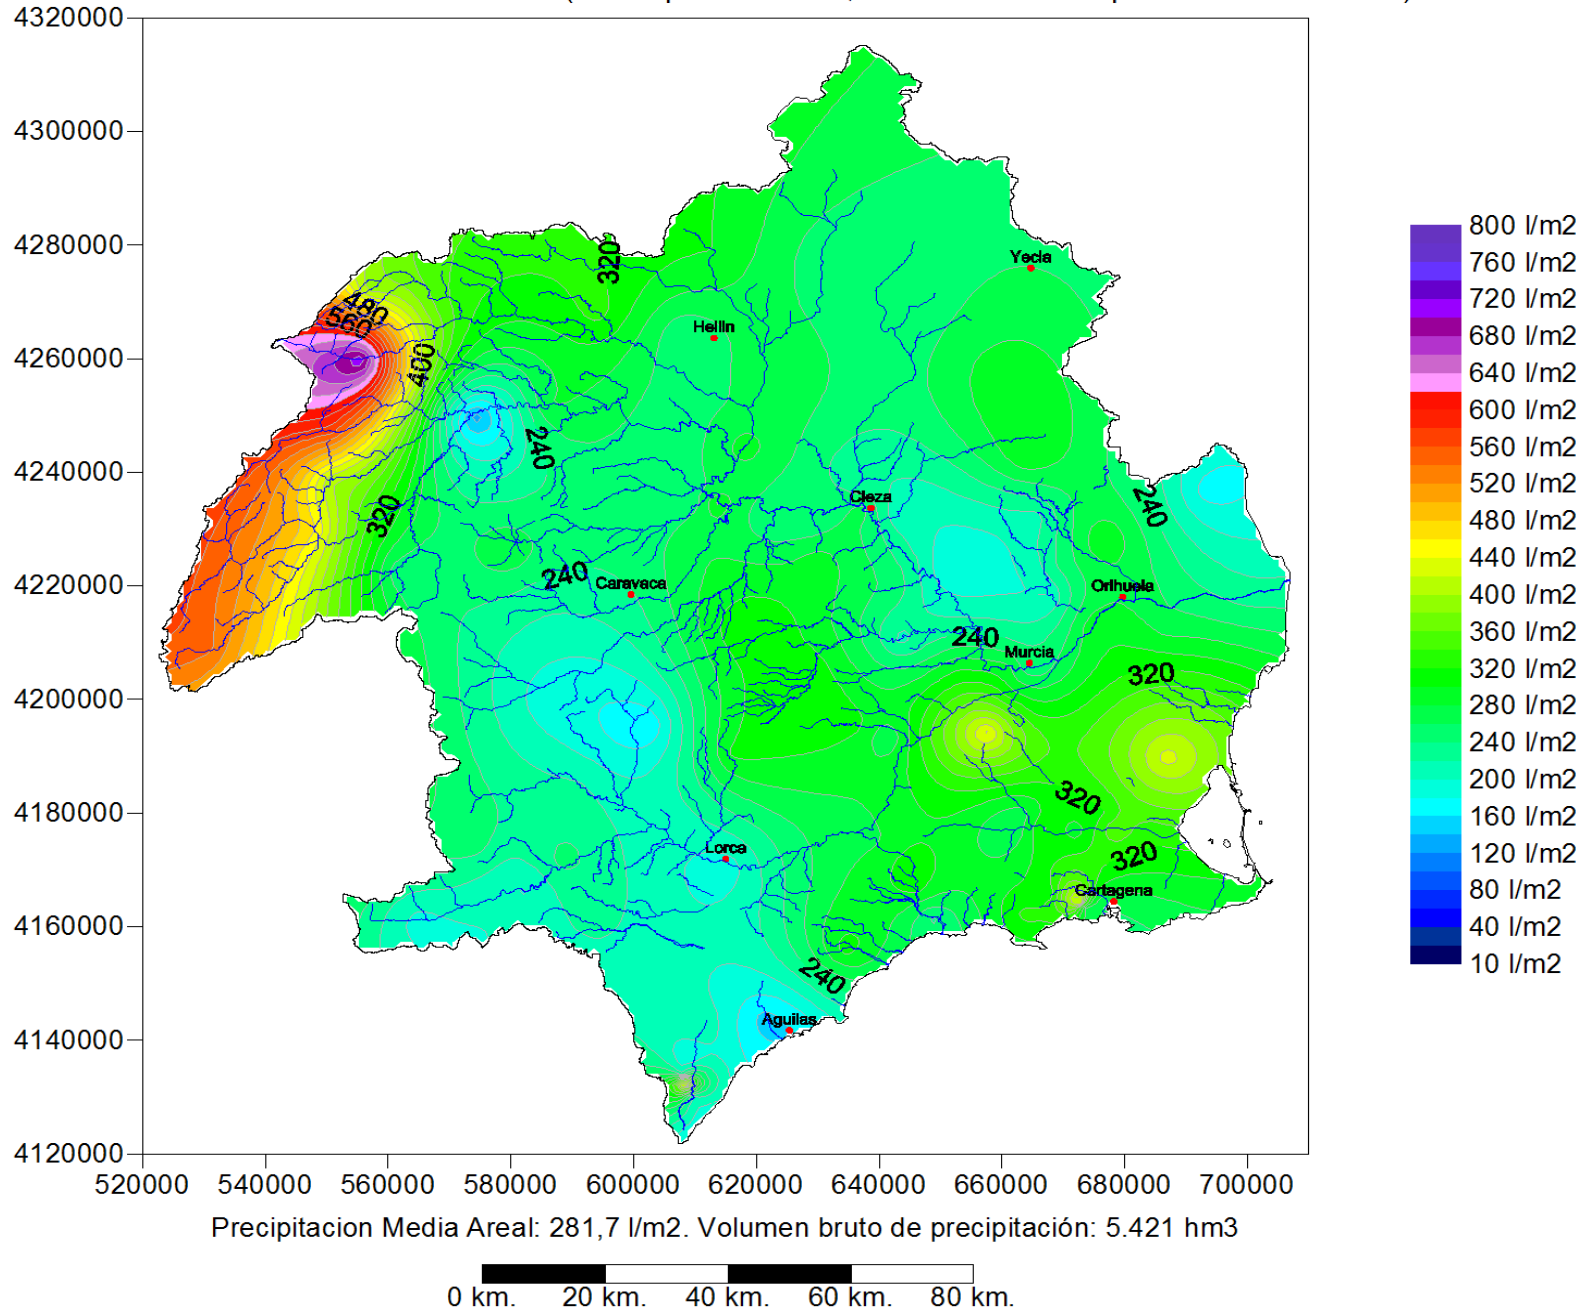 4320000
4300000
4280000
4260000
4240000
4220000
4200000
4180000
4160000
4140000
4120000
520000 540000 560000 580000 600000 620000 640000 660000 680000 700000
320
Yecla
480
560
Hellin
400
240
320
Cieza
240
240
Caravaca
Orihuela
240
Murcia
320
320
Lorca
320
Cartagena
240
Aguilas
800 l/m2
760 l/m2
720 l/m2
680 l/m2
640 l/m2
600 l/m2
560 l/m2
520 l/m2
480 l/m2
440 l/m2
400 l/m2
360 l/m2
320 l/m2
280 l/m2
240 l/m2
200 l/m2
160 l/m2
120 l/m2
80 l/m2
40 l/m2
10 l/m2
Precipitacion Media Areal: 281,7 l/m2. Volumen bruto de precipitación: 5.421 hm3
0 km. 20 km. 40 km. 60 km. 80 km.